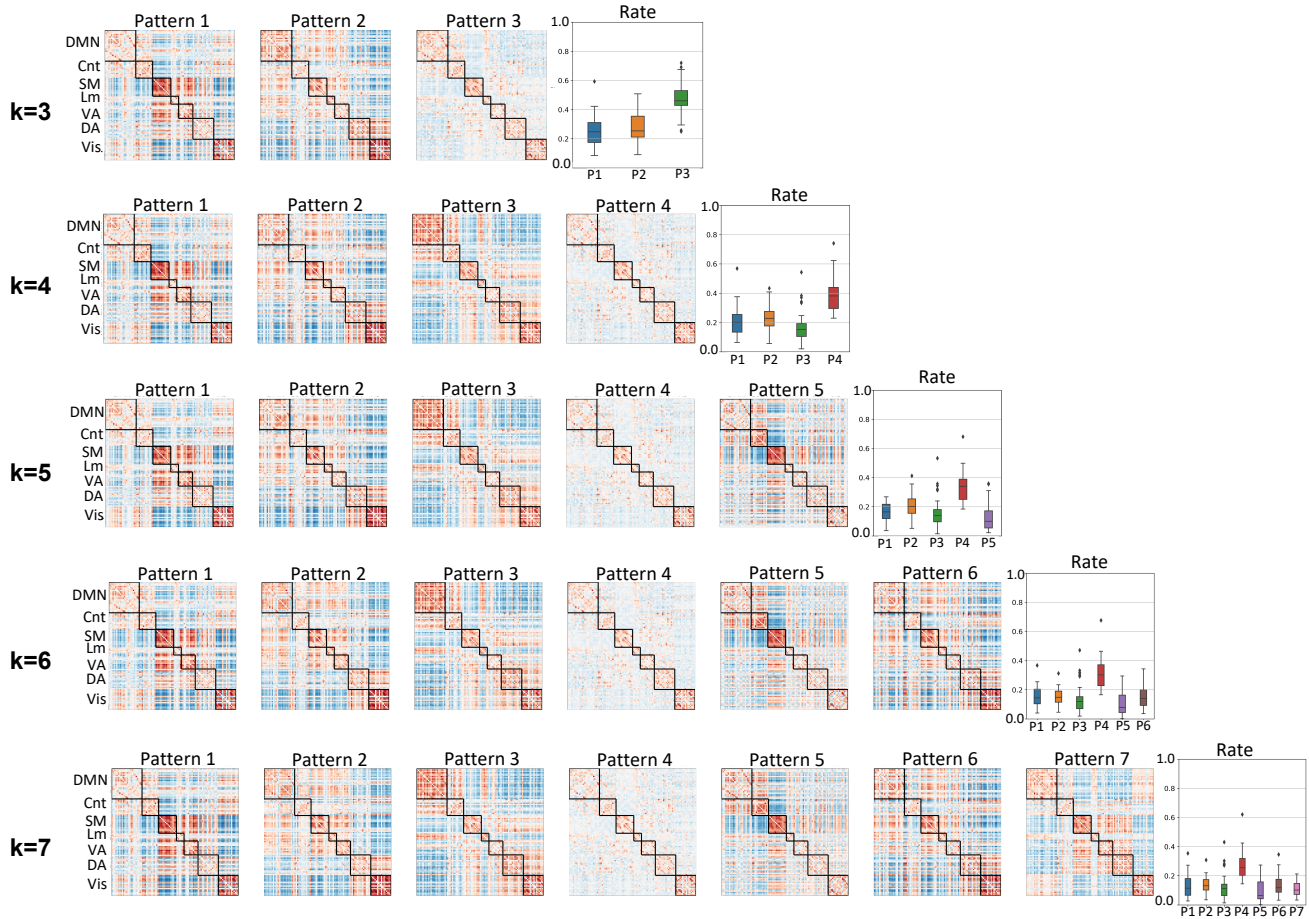 Pattern 1 Pattern 2 Pattern 3 Rate
k=3
DMN
Cnt
SM
Lm
VA
DA
Vis.
1.0
0.8
0.6
0.4
0.2
0.0
P1 P2 P3
Pattern 1 Pattern 2 Pattern 3 Pattern 4 Rate
k=4
DMN
Cnt
SM
Lm
VA
DA
Vis
1.0
0.8
0.6
0.4
0.2
0.0
P1 P2 P3 P4
Pattern 1 Pattern 2 Pattern 3 Pattern 4 Pattern 5 Rate
k=5
DMN
Cnt
SM
Lm
VA
DA
Vis
1.0
0.8
0.6
0.4
0.2
0.0
P1 P2 P3 P4 P5
Pattern 1 Pattern 2 Pattern 3 Pattern 4 Pattern 5 Pattern 6 Rate
k=6
DMN
Cnt
SM
Lm
VA
DA
Vis
1.0
0.8
0.6
0.4
0.2
0.0
P1 P2 P3 P4 P5 P6
Pattern 1 Pattern 2 Pattern 3 Pattern 4 Pattern 5 Pattern 6 Pattern 7 Rate
k=7
DMN
Cnt
SM
Lm
VA
DA
Vis
1.0
0.8
0.6
0.4
0.2
0.0
P1 P2 P3 P4 P5 P6 P7